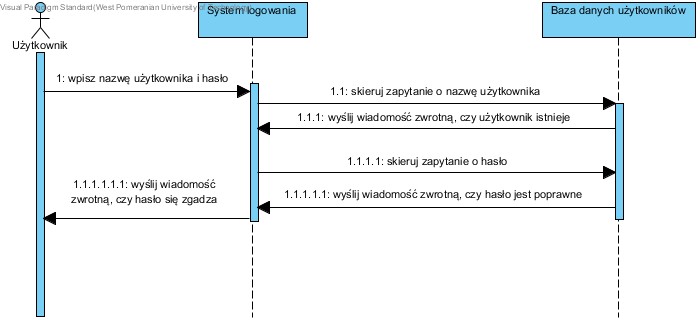 Visual Paradigm Standard(West Pomeranian University of
Użytkownik
System logowania
Baza danych użytkowników
1: wpisz nazwę użytkownika i hasło
1.1: skieruj zapytanie o nazwę użytkownika
1.1.1: wyślij wiadomość zwrotną, czy użytkownik istnieje
1.1.1.1: skieruj zapytanie o hasło
1.1.1.1.1.1: wyślij wiadomość
zwrotną, czy hasło się zgadza
1.1.1.1.1: wyślij wiadomość zwrotną, czy hasło jest poprawne